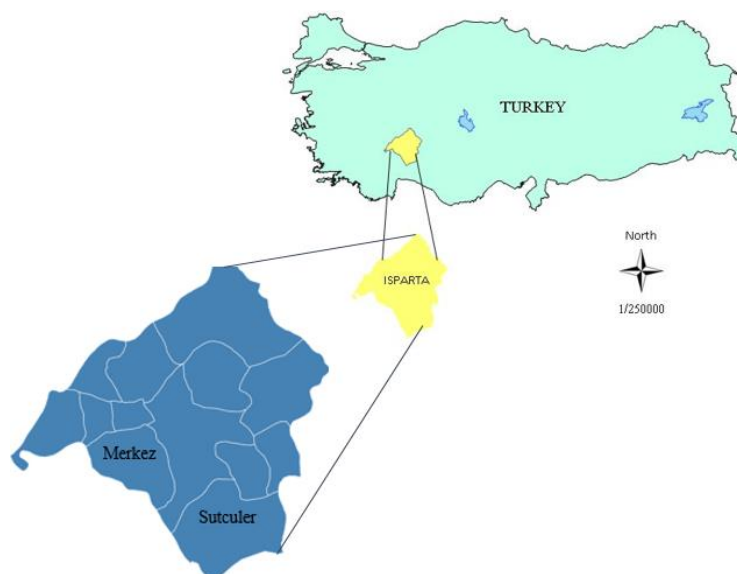 TURKEY
North
ISPARTA
1/250000
Merkez
Sutculer